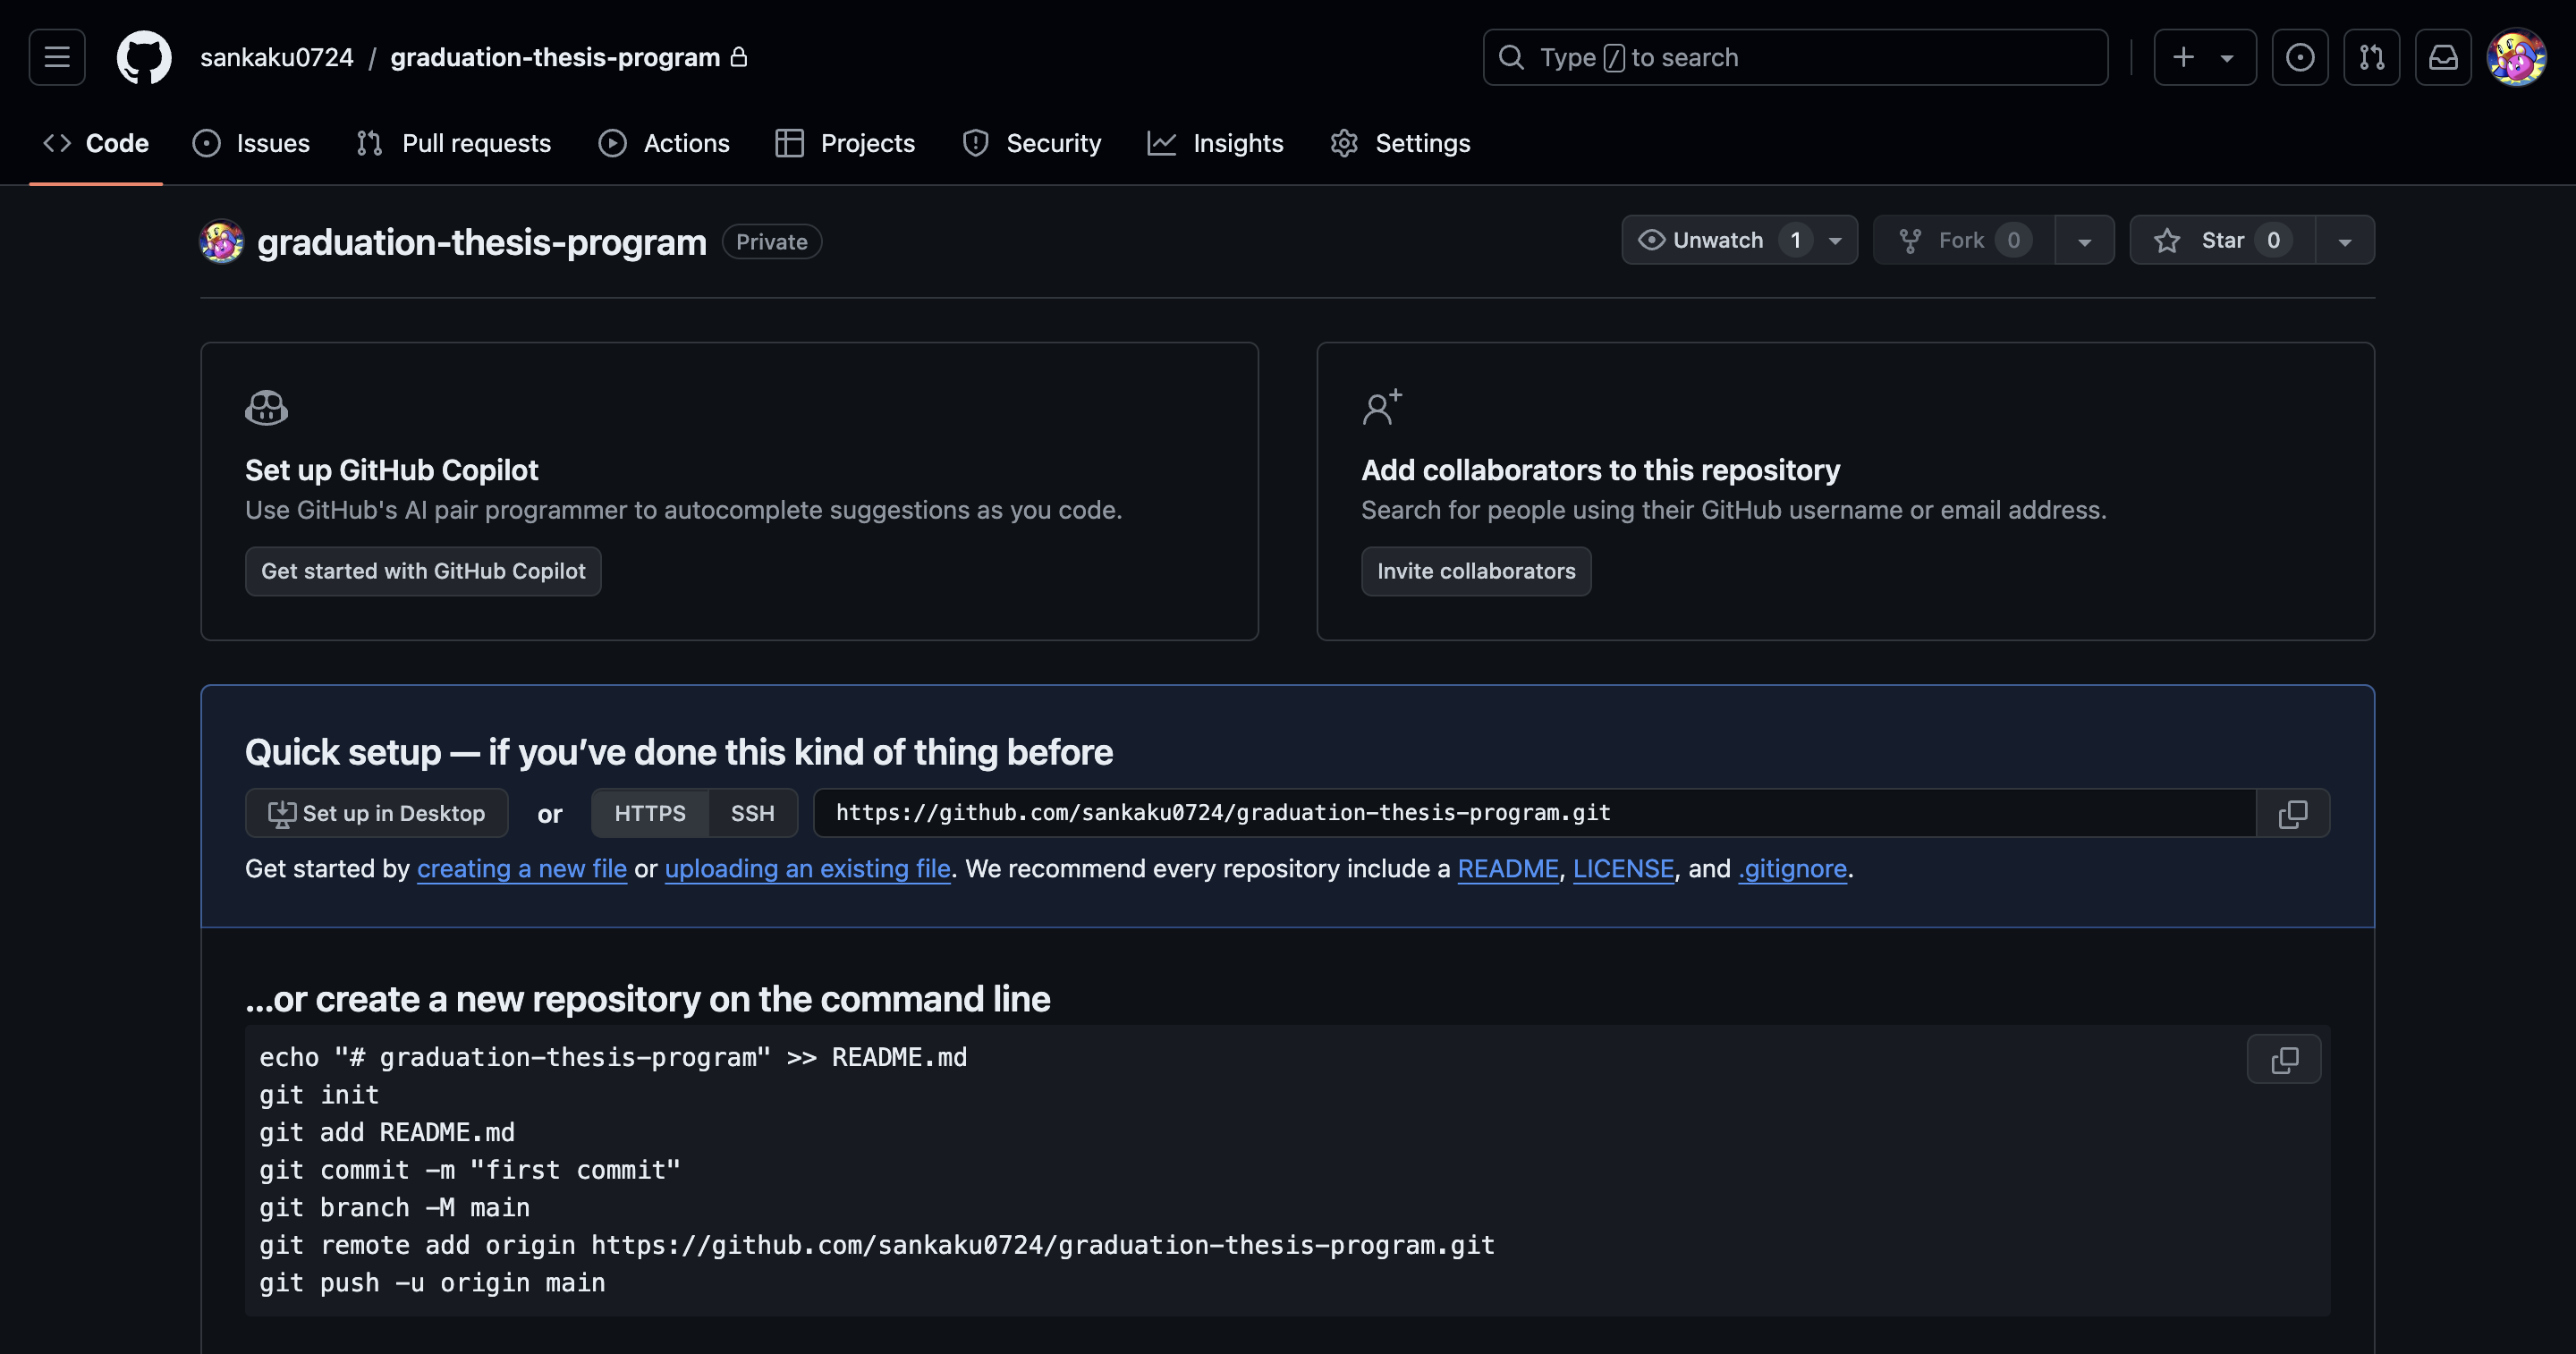 sankaku0724 / graduation-thesis-program
Type / to search
Code Issues Pull requests Actions Projects Security Insights Settings
graduation-thesis-program Private
Unwatch 1 Fork 0 Star 0
Set up GitHub Copilot
Use GitHub's AI pair programmer to autocomplete suggestions as you code.
Get started with GitHub Copilot
Add collaborators to this repository
Search for people using their GitHub username or email address.
Invite collaborators
Quick setup — if you’ve done this kind of thing before
Set up in Desktop or HTTPS SSH https://github.com/sankaku0724/graduation-thesis-program.git
Get started by creating a new file or uploading an existing file. We recommend every repository include a README, LICENSE, and .gitignore.
…or create a new repository on the command line
echo "# graduation-thesis-program" >> README.md
git init
git add README.md
git commit -m "first commit"
git branch -M main
git remote add origin https://github.com/sankaku0724/graduation-thesis-program.git
git push -u origin main